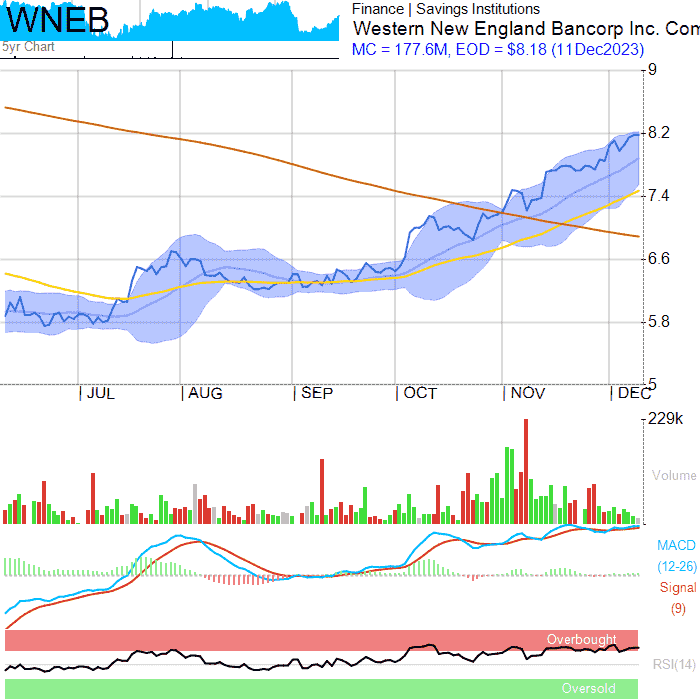 WNEB
5yr Chart
Finance | Savings Institutions
Western New England Bancorp Inc. Com
MC = 177.6M, EOD = $8.18 (11Dec2023)
9
8.2
7.4
6.6
5.8
5
| JUL | AUG | SEP | OCT | NOV | DEC
229k
Volume
MACD
(12-26)
Signal
(9)
Overbought
RSI(14)
Oversold